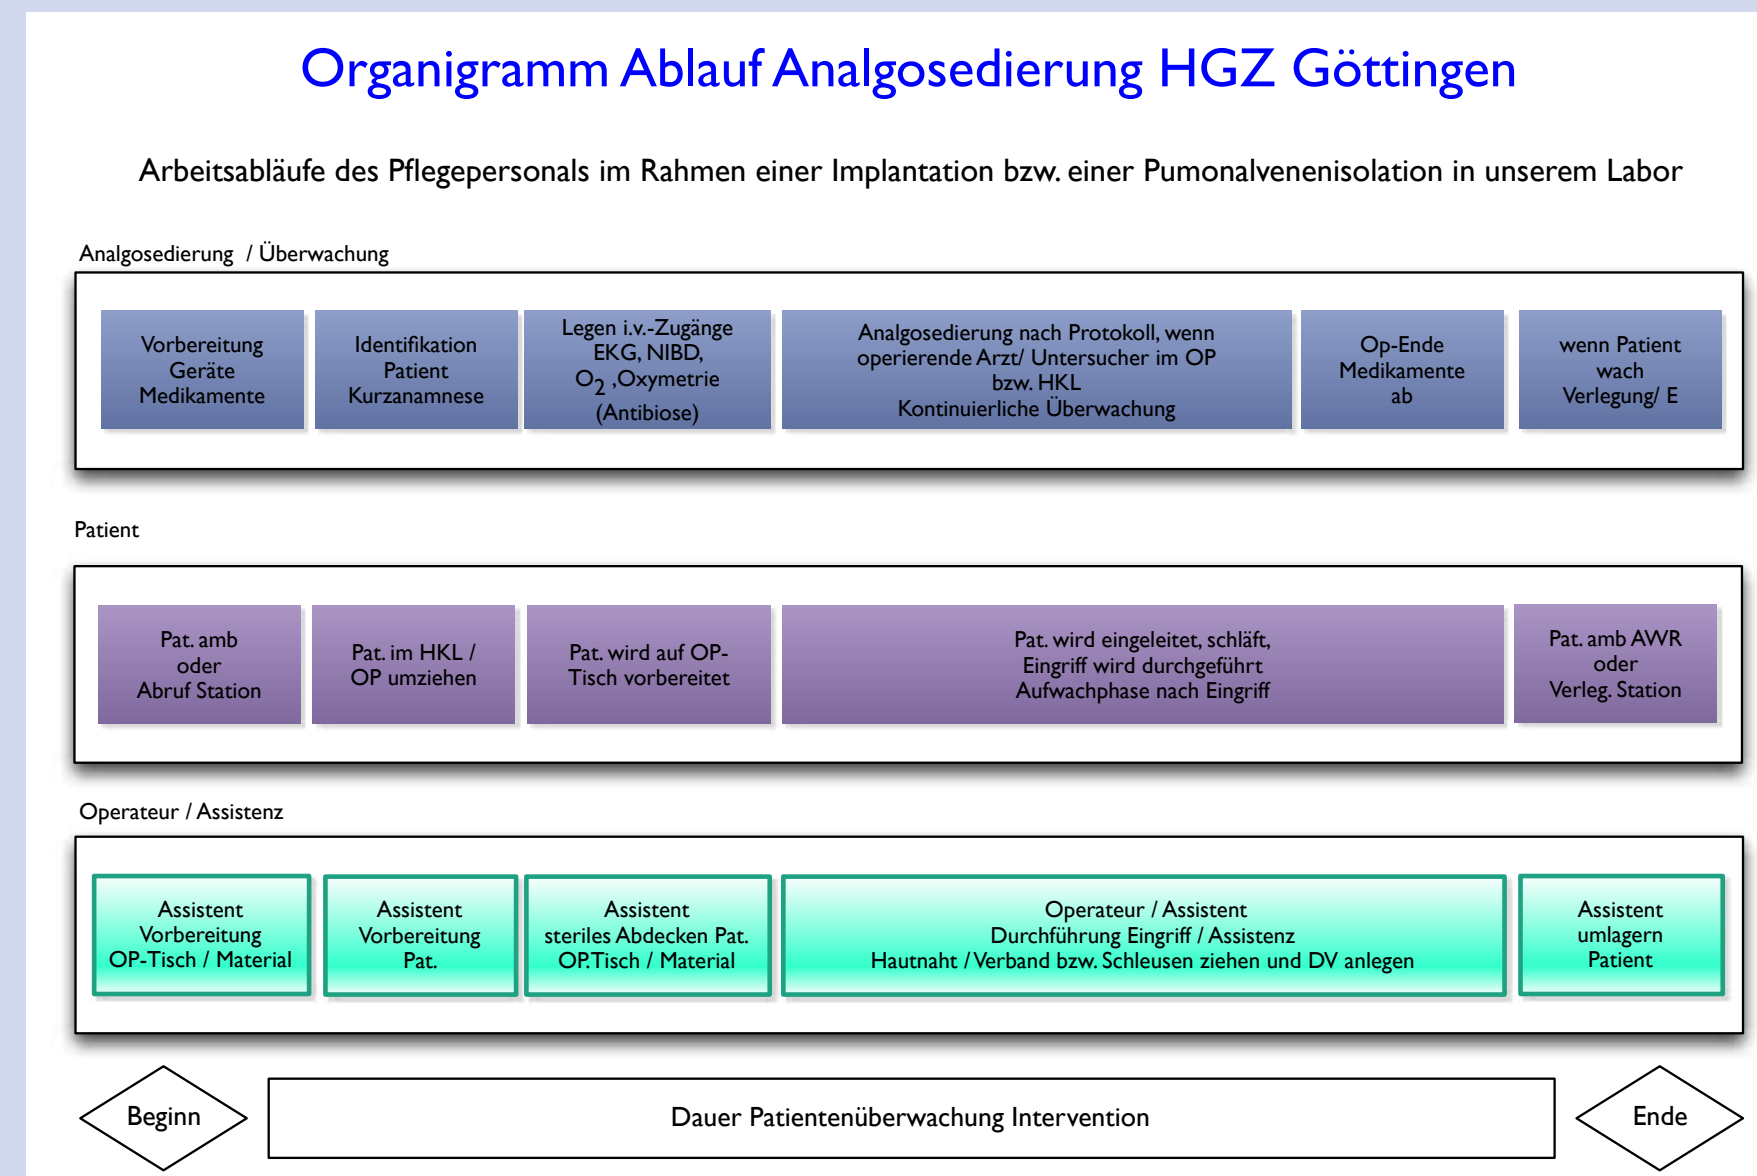 Organigramm Ablauf Analgosedierung HGZ Göttingen
Arbeitsabläufe des Pflegepersonals im Rahmen einer Implantation bzw. einer Pumonalvenenisolation in unserem Labor
Analgosedierung / Überwachung
Vorbereitung
Geräte
Medikamente
Identifikation
Patient
Kurzanamnese
Legen i.v.-Zugänge
EKG, NIBD,
O2 ,Oxymetrie
(Antibiose)
Analgosedierung nach Protokoll, wenn
operierende Arzt/ Untersucher im OP
bzw. HKL
Kontinuierliche Überwachung
Op-Ende
Medikamente
ab
wenn Patient
wach
Verlegung/ E
Patient
Pat. amb
oder
Abruf Station
Pat. im HKL /
OP umziehen
Pat. wird auf OP-
Tisch vorbereitet
Pat. wird eingeleitet, schläft,
Eingriff wird durchgeführt
Aufwachphase nach Eingriff
Pat. amb AWR
oder
Verleg. Station
Operateur / Assistenz
Assistent
Vorbereitung
OP-Tisch / Material
Assistent
Vorbereitung
Pat.
Assistent
steriles Abdecken Pat.
OP.Tisch / Material
Operateur / Assistent
Durchführung Eingriff / Assistenz
Hautnaht / Verband bzw. Schleusen ziehen und DV anlegen
Assistent
umlagern
Patient
Beginn
Dauer Patientenüberwachung Intervention
Ende